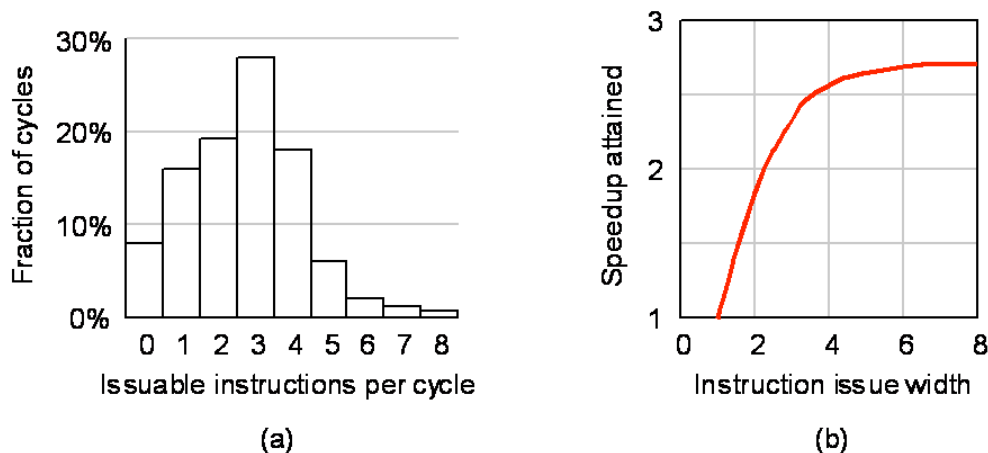 30%
20%
10%
0%
Fraction of cycles
0 1 2 3 4 5 6 7 8
Issuable instructions per cycle
(a)
3
2
1
Speedup attained
0 2 4 6 8
Instruction issue width
(b)